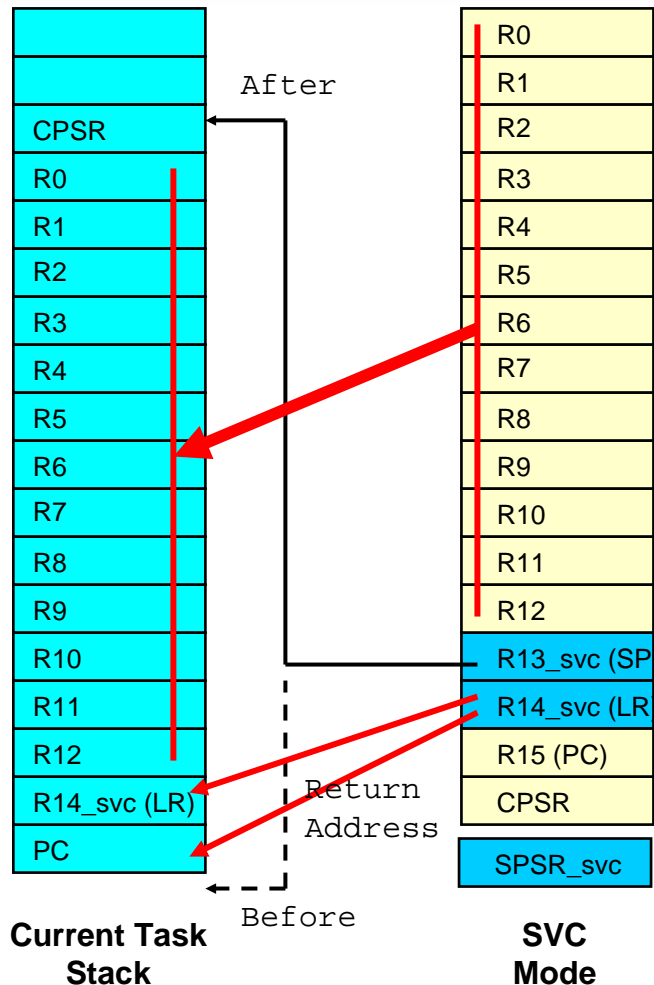 After
CPSR
R0
R1
R2
R3
R4
R5
R6
R7
R8
R9
R10
R11
R12
R14_svc (LR)
PC
Current Task
Stack
Return
Address
Before
R0
R1
R2
R3
R4
R5
R6
R7
R8
R9
R10
R11
R12
R13_svc (SP
R14_svc (LR)
R15 (PC)
CPSR
SPSR_svc
SVC
Mode